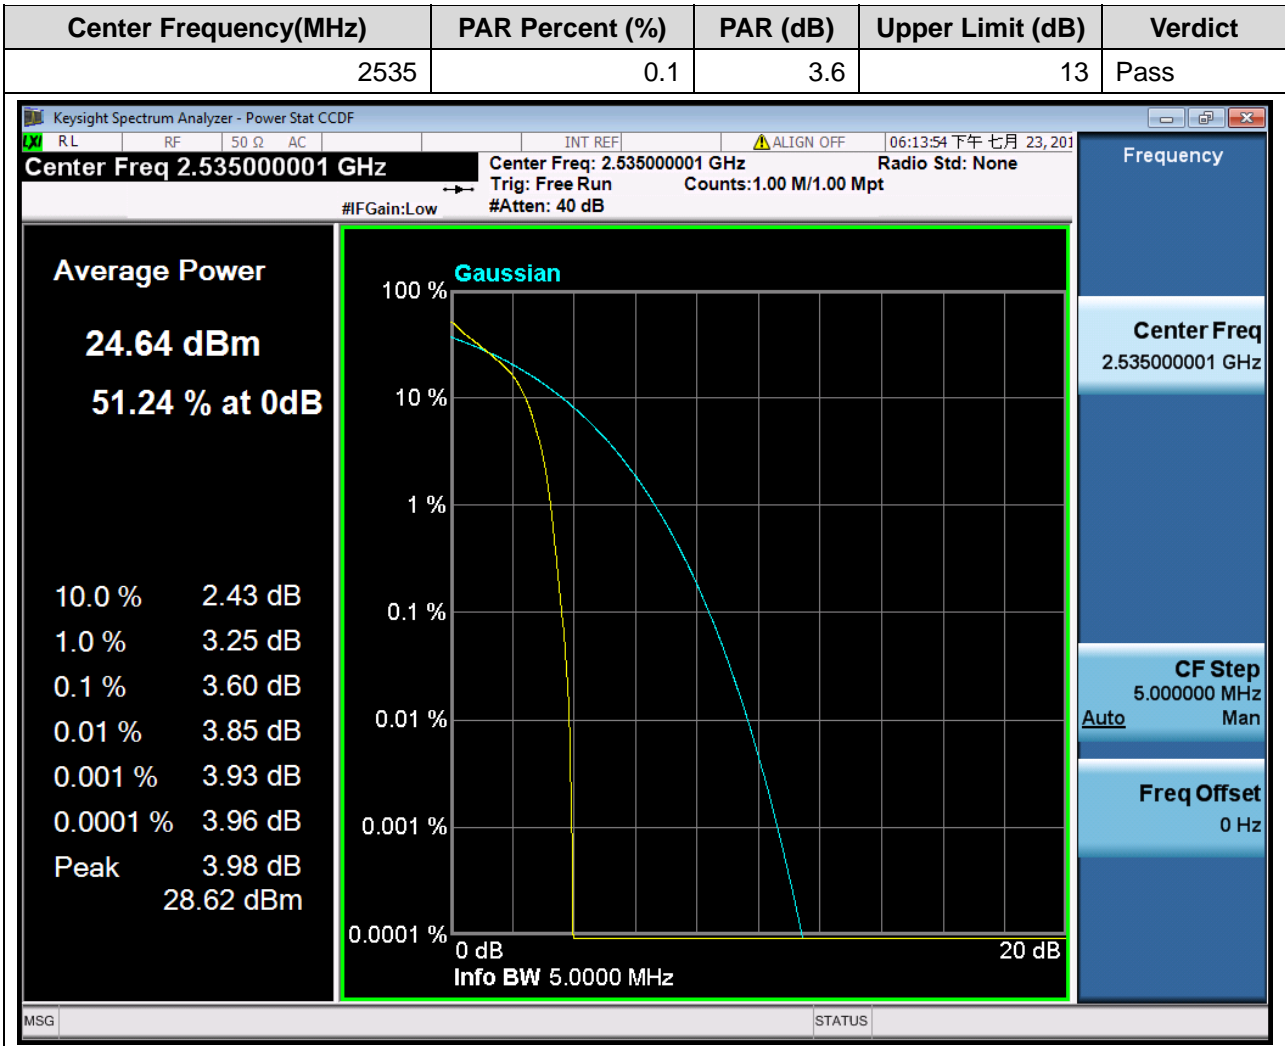 Center Frequency(MHz) PAR Percent (%) PAR (dB) Upper Limit (dB) Verdict
2535 0.1 3.6 13 Pass
Keysight Spectrum Analyzer - Power Stat CCDF
LXI RL RF 50 Ω AC INT REF ALIGN OFF 06:13:54 下午 七月 23, 201
Center Freq 2.535000001 GHz
Center Freq: 2.535000001 GHz Radio Std: None
Trig: Free Run Counts:1.00 M/1.00 Mpt
#IFGain:Low #Atten: 40 dB
Average Power
24.64 dBm
51.24 % at 0dB
10.0 % 2.43 dB
1.0 % 3.25 dB
0.1 % 3.60 dB
0.01 % 3.85 dB
0.001 % 3.93 dB
0.0001 % 3.96 dB
Peak 3.98 dB
28.62 dBm
Gaussian
100 %
10 %
1 %
0.1 %
0.01 %
0.001 %
0.0001 %
0 dB 20 dB
Info BW 5.0000 MHz
Frequency
Center Freq
2.535000001 GHz
CF Step
5.000000 MHz
Auto Man
Freq Offset
0 Hz
MSG STATUS